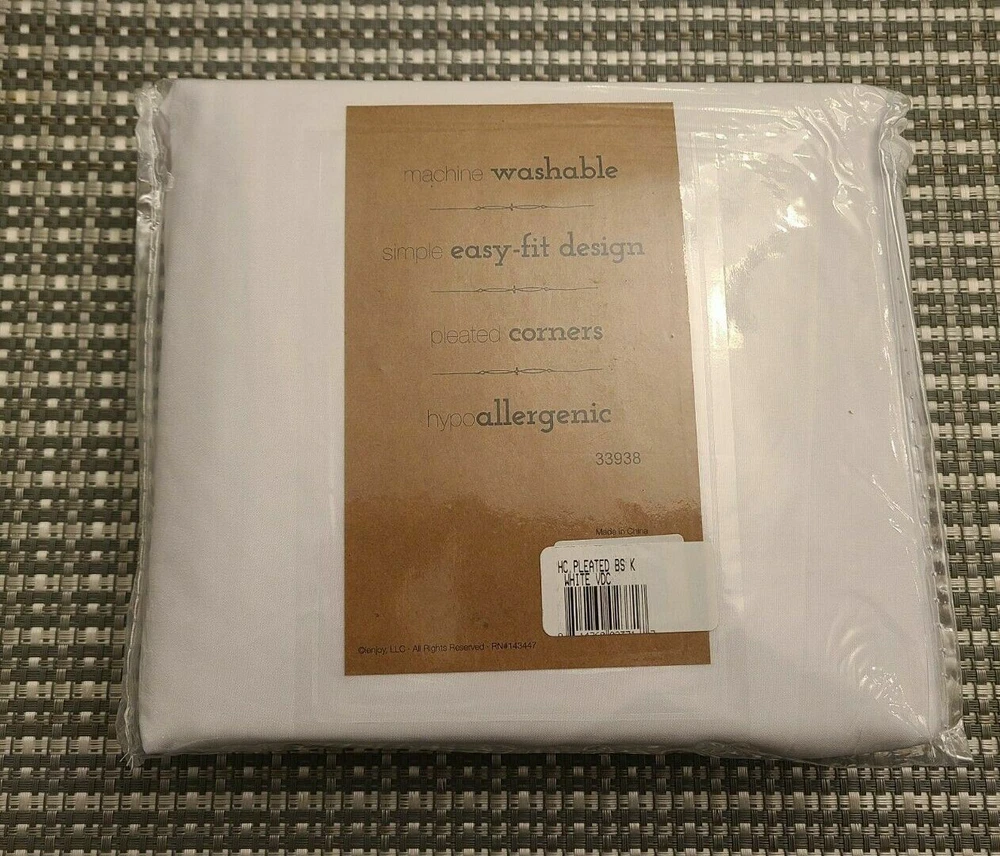 machine washable
simple easy-fit design
pleated corners
hypoallergenic
33938
Made in China
HC PLEATED BS K
WHITE VDC
©ienjoy, LLC - All Rights Reserved - RN#143447